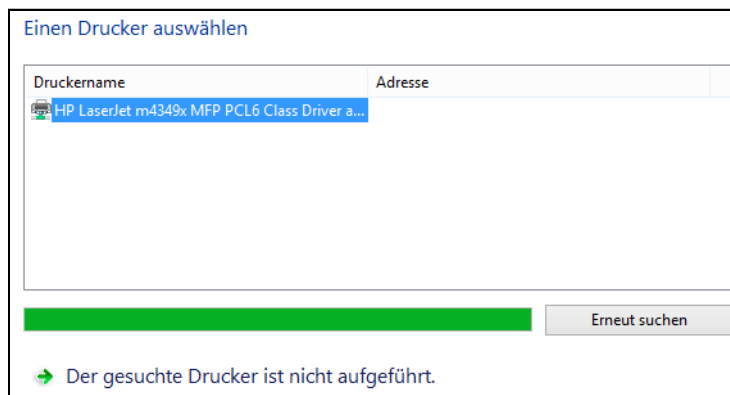 Einen Drucker auswählen
Druckername Adresse
HP LaserJet m4349x MFP PCL6 Class Driver a...
Erneut suchen
Der gesuchte Drucker ist nicht aufgeführt.